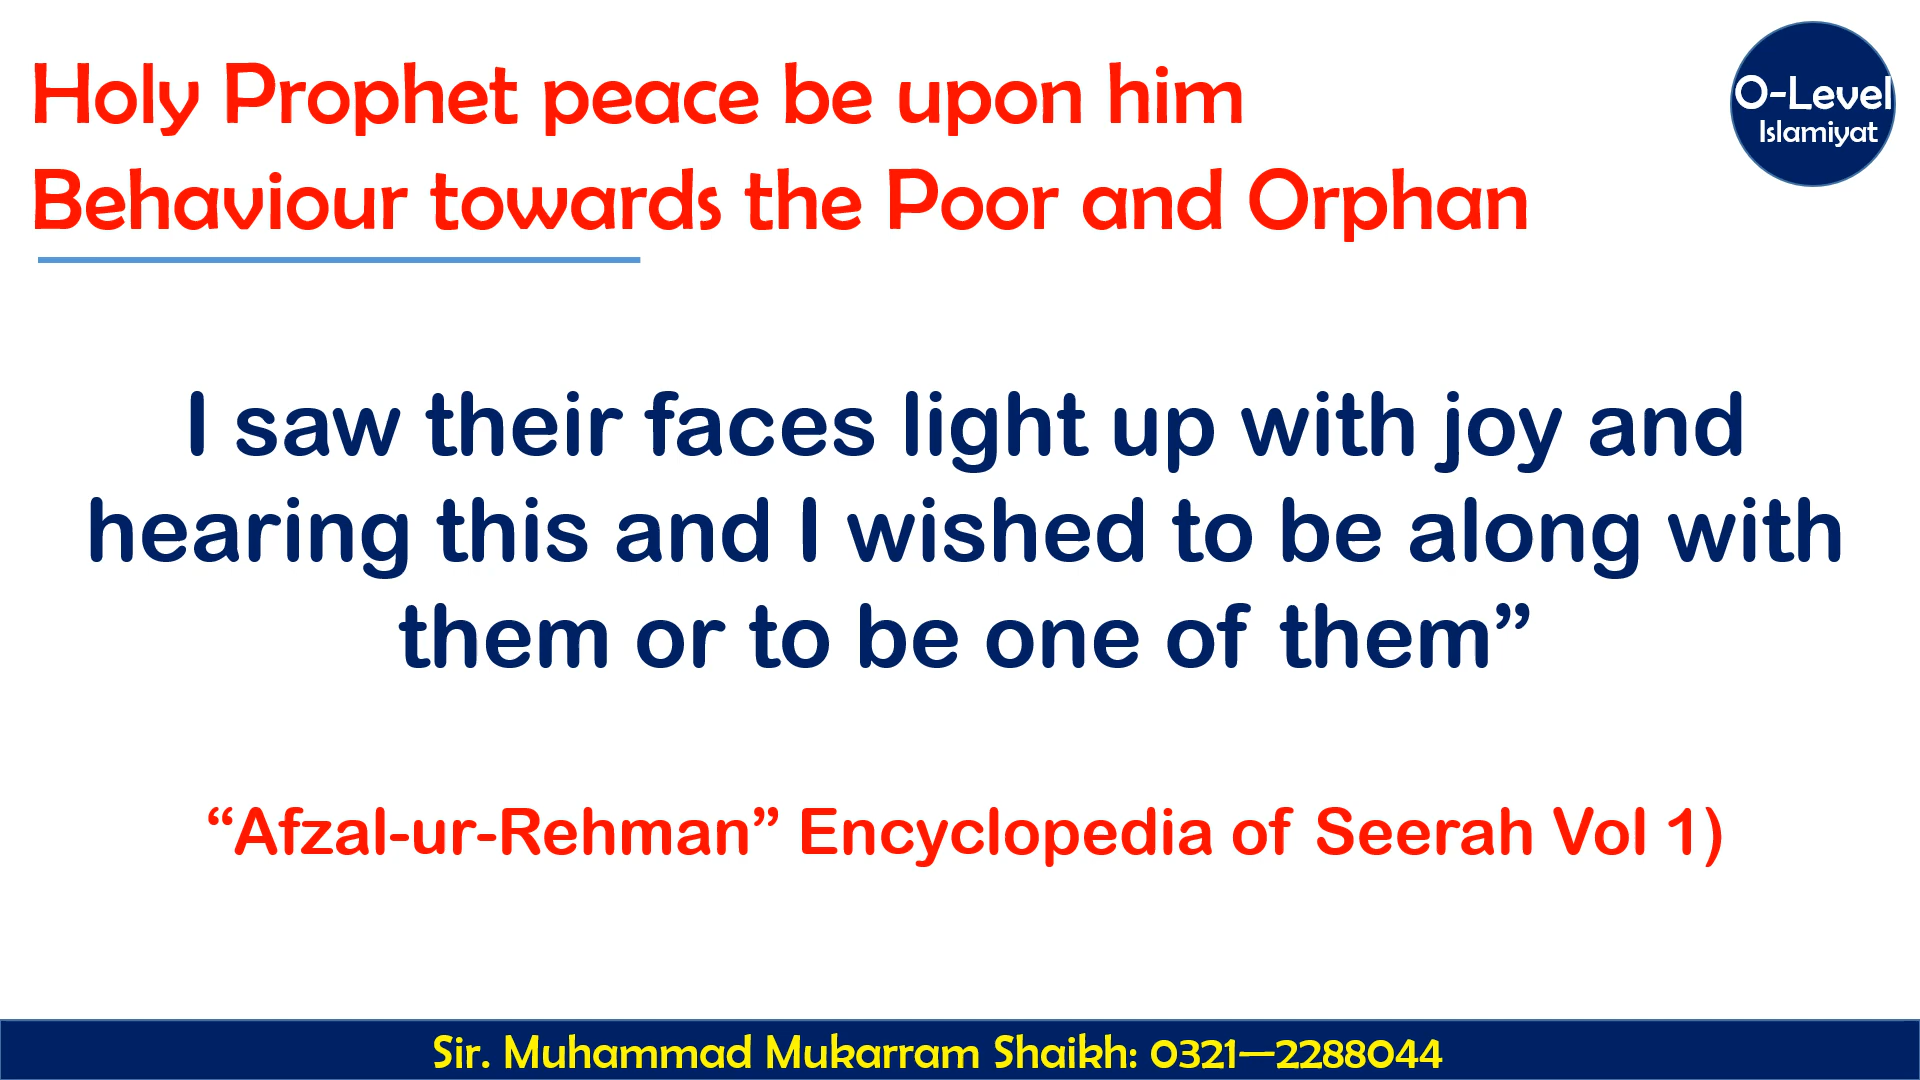 Holy Prophet peace be upon him
Behaviour towards the Poor and Orphan
O-Level
Islamiyat
I saw their faces light up with joy and
hearing this and I wished to be along with
them or to be one of them”
“Afzal-ur-Rehman” Encyclopedia of Seerah Vol 1)
Sir. Muhammad Mukarram Shaikh: 0321—2288044